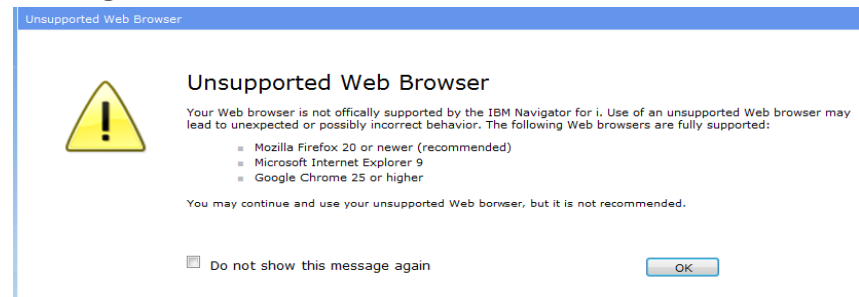 Unsupported Web Browser
Unsupported Web Browser
Your Web browser is not offically supported by the IBM Navigator for i. Use of an unsupported Web browser may
lead to unexpected or possibly incorrect behavior. The following Web browsers are fully supported:
Mozilla Firefox 20 or newer (recommended)
Microsoft Internet Explorer 9
Google Chrome 25 or higher
You may continue and use your unsupported Web borwser, but it is not recommended.
Do not show this message again
OK